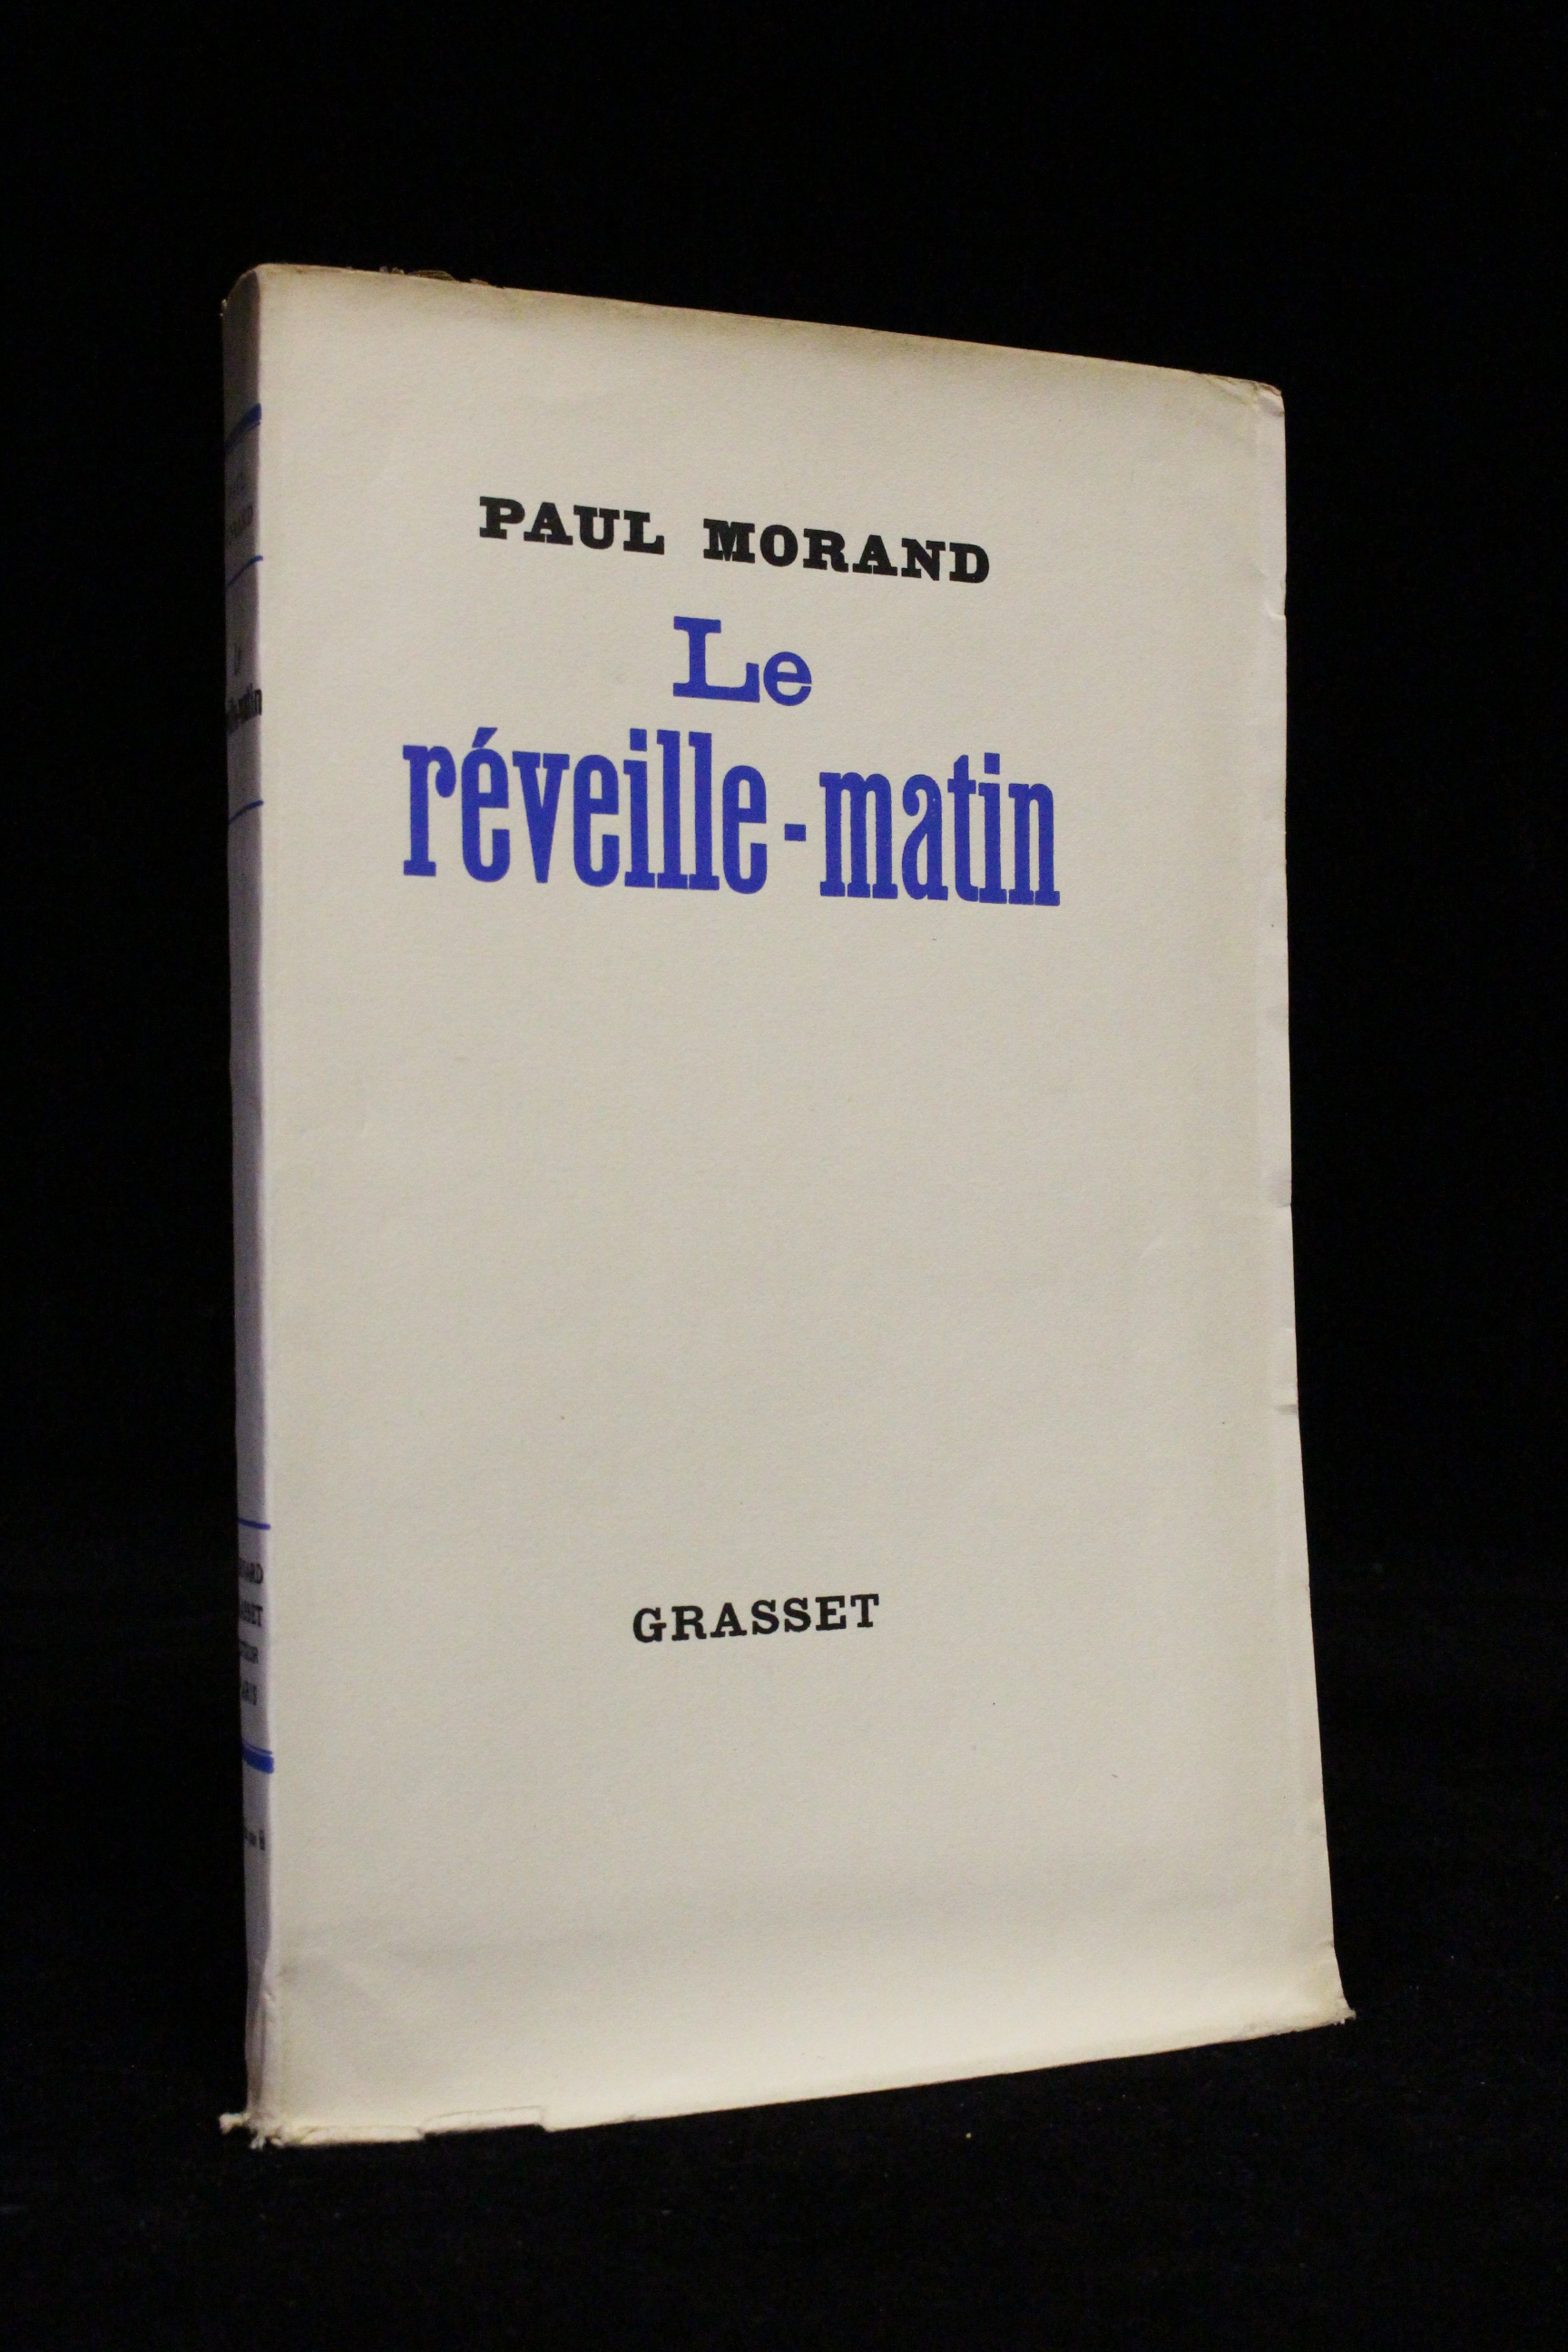 PAUL MORAND
Le
réveille-matin
GRASSET